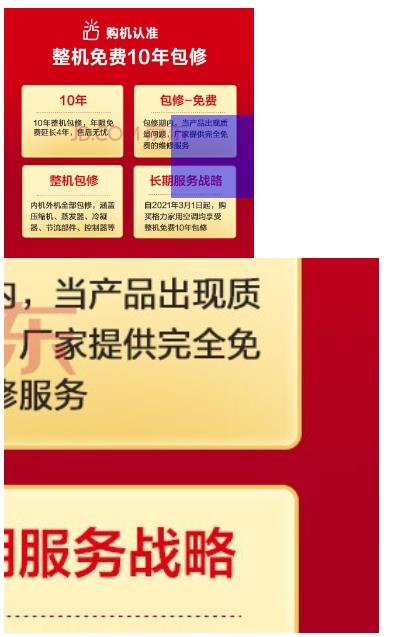 购机认准
整机免费10年包修
10年
10年整机包修，年限免
费延长4年，售后无忧
包修-免费
包修期内，当产品出现质
量问题，厂家提供完全免
费的维修服务
JD.COM
整机包修
内机外机全部包修，涵盖
压缩机、蒸发器、冷凝
器、节流部件、控制器等
长期服务战略
自2021年3月1日起，购
买格力家用空调均享受
整机免费10年包修
内，当产品出现质
，厂家提供完全免
修服务
东
期服务战略